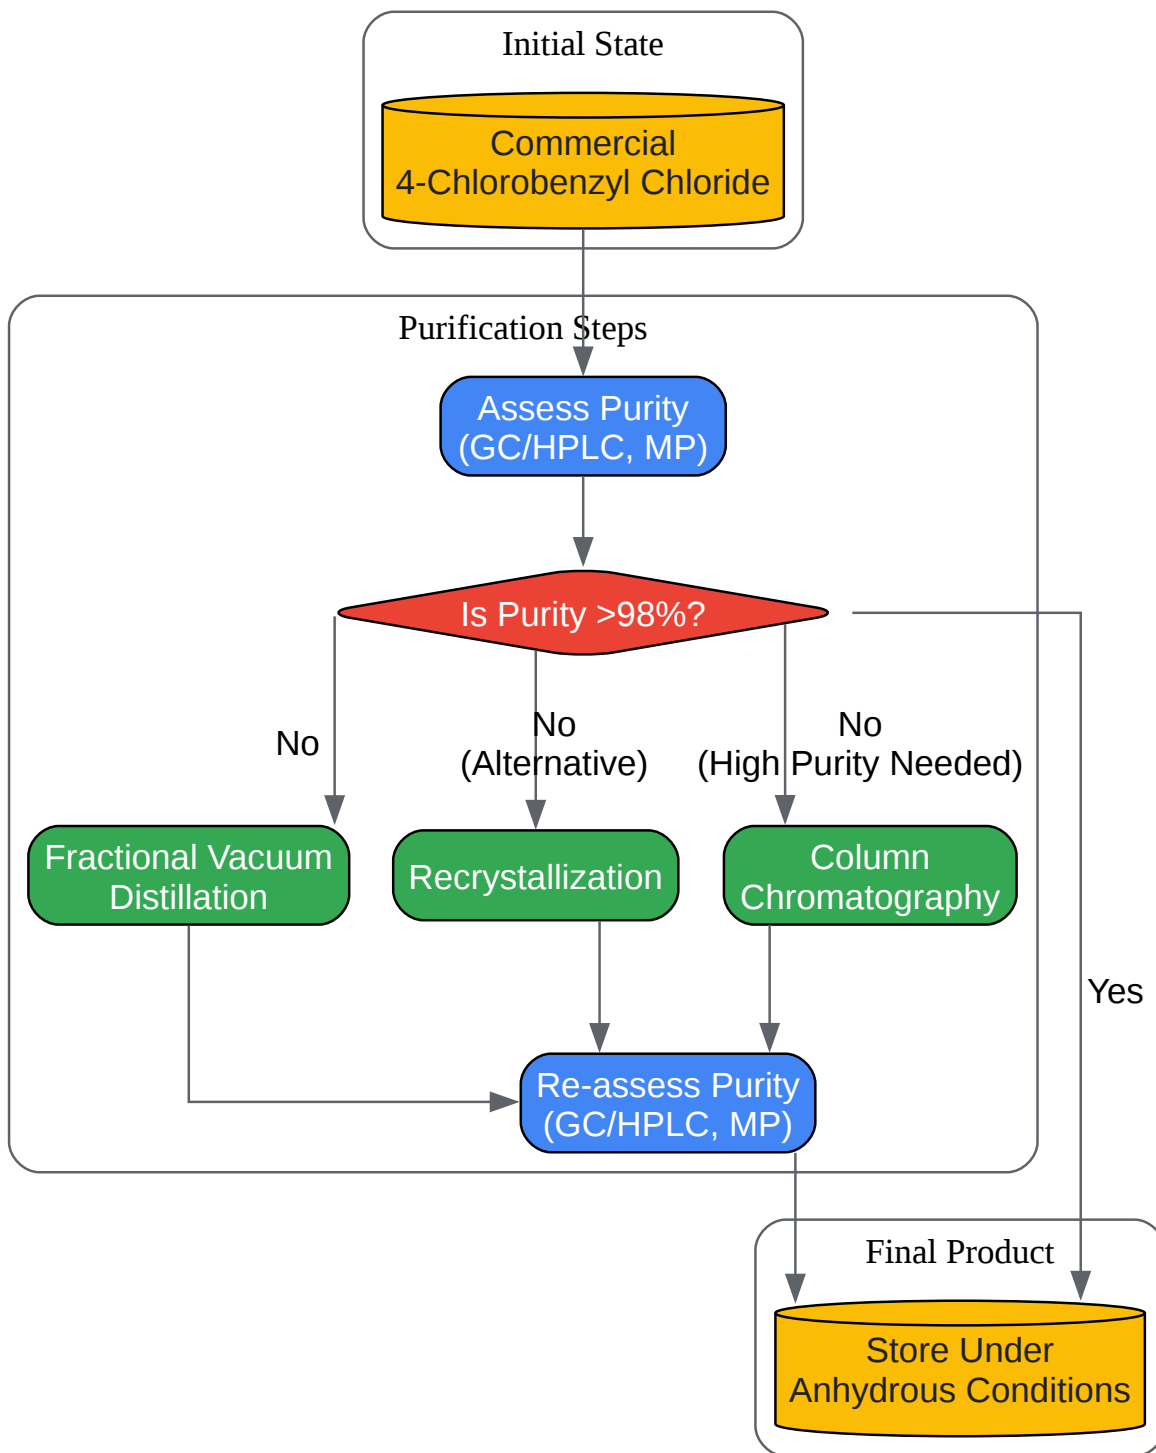 Initial State
Commercial
4-Chlorobenzyl Chloride
Purification Steps
Assess Purity
(GC/HPLC, MP)
Is Purity >98%?
No
No
(Alternative)
No
(High Purity Needed)
Fractional Vacuum
Distillation
Recrystallization
Column
Chromatography
Yes
Re-assess Purity
(GC/HPLC, MP)
Final Product
Store Under
Anhydrous Conditions